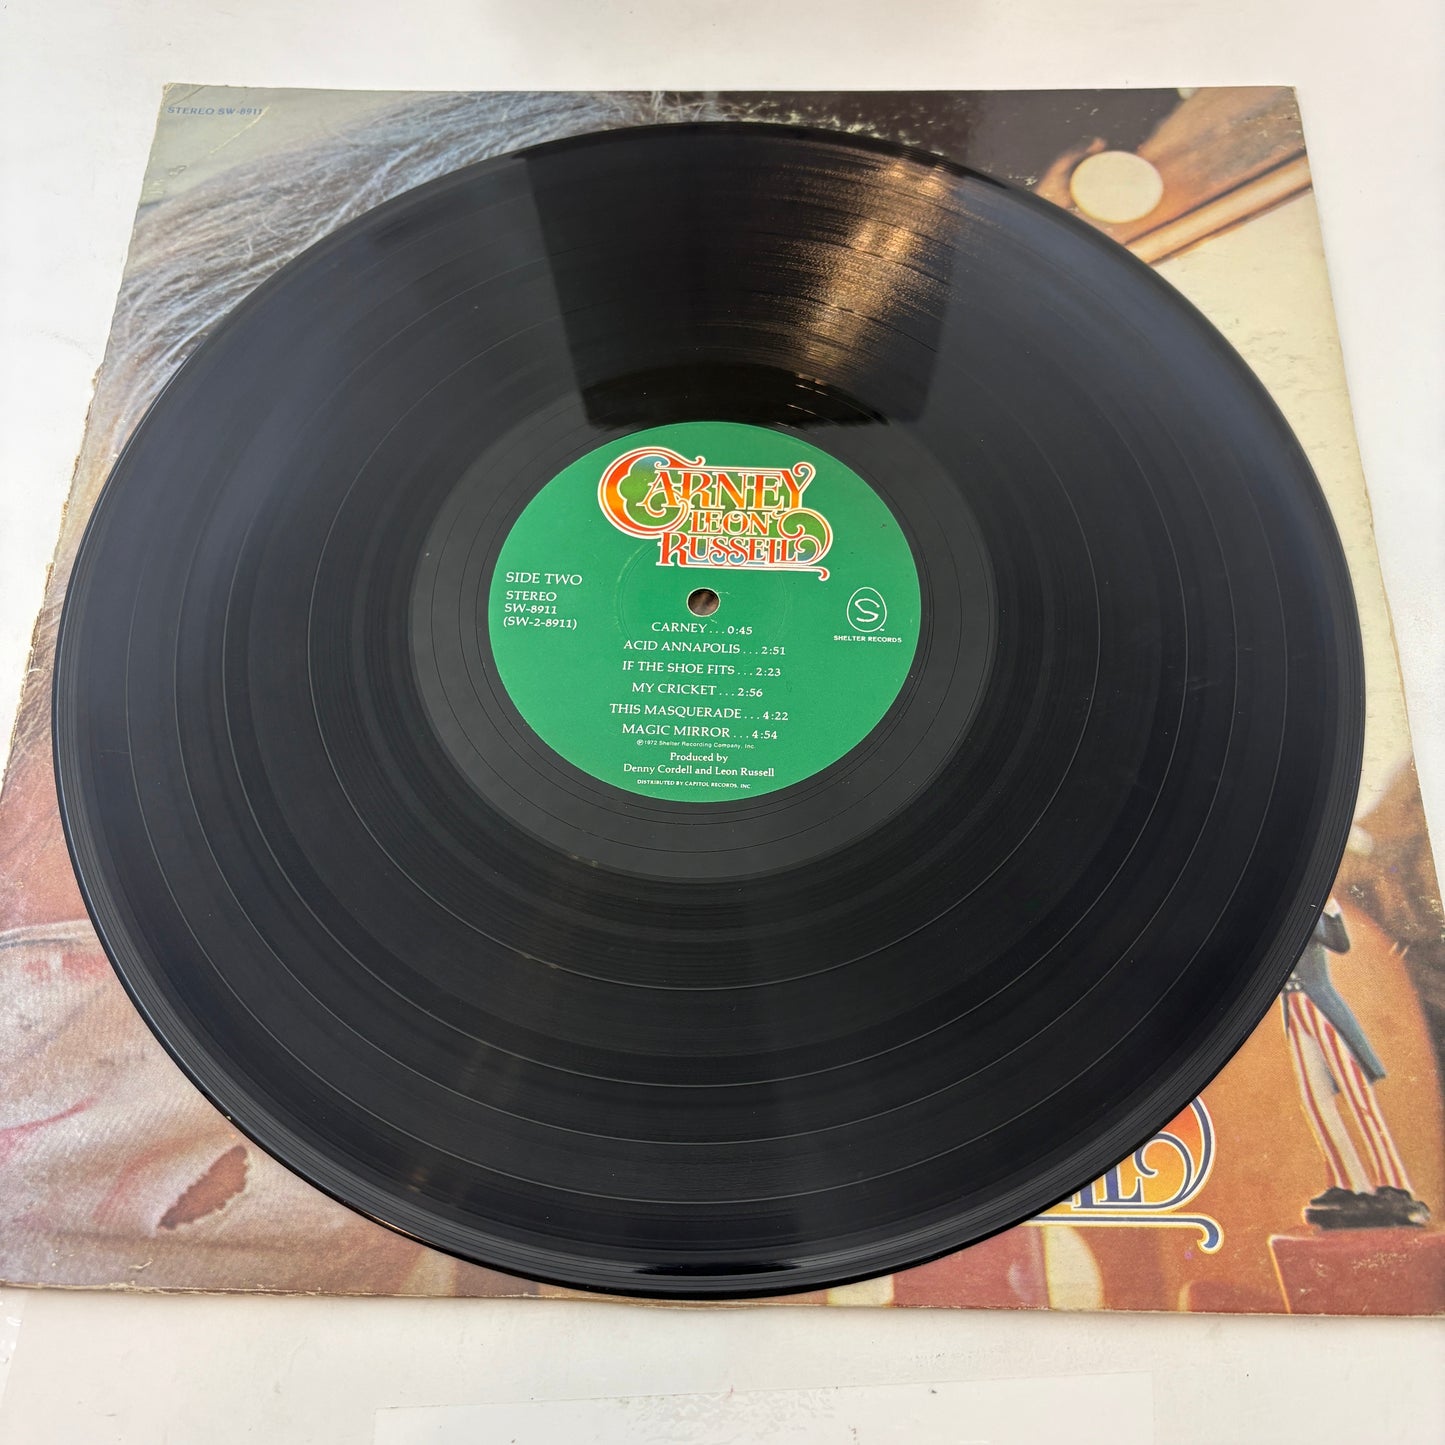 STEREO SW-8911
CARNEY
LEON
RUSSELL
SIDE TWO
STEREO
SW-8911
(SW-2-8911)
S
SHELTER RECORDS
CARNEY...0:45
ACID ANNAPOLIS...2:51
IF THE SHOE FITS...2:23
MY CRICKET...2:56
THIS MASQUERADE...4:22
MAGIC MIRROR...4:54
℗1972 Shelter Recording Company, Inc.
Produced by
Denny Cordell and Leon Russell
DISTRIBUTED BY CAPITOL RECORDS, INC.